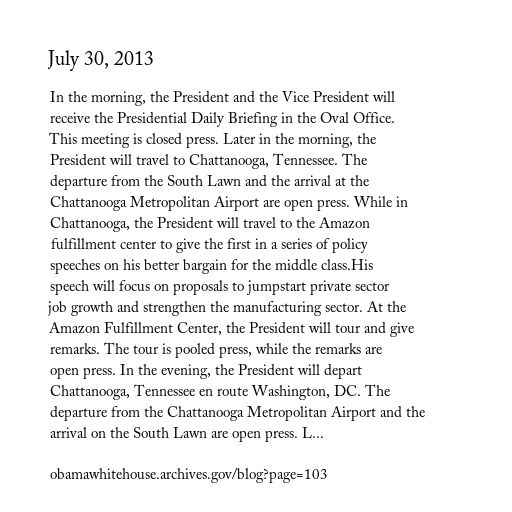 July 30, 2013
In the morning, the President and the Vice President will
receive the Presidential Daily Briefing in the Oval Office.
This meeting is closed press. Later in the morning, the
President will travel to Chattanooga, Tennessee. The
departure from the South Lawn and the arrival at the
Chattanooga Metropolitan Airport are open press. While in
Chattanooga, the President will travel to the Amazon
fulfillment center to give the first in a series of policy
speeches on his better bargain for the middle class.His
speech will focus on proposals to jumpstart private sector
job growth and strengthen the manufacturing sector. At the
Amazon Fulfillment Center, the President will tour and give
remarks. The tour is pooled press, while the remarks are
open press. In the evening, the President will depart
Chattanooga, Tennessee en route Washington, DC. The
departure from the Chattanooga Metropolitan Airport and the
arrival on the South Lawn are open press. L...
obamawhitehouse.archives.gov/blog?page=103